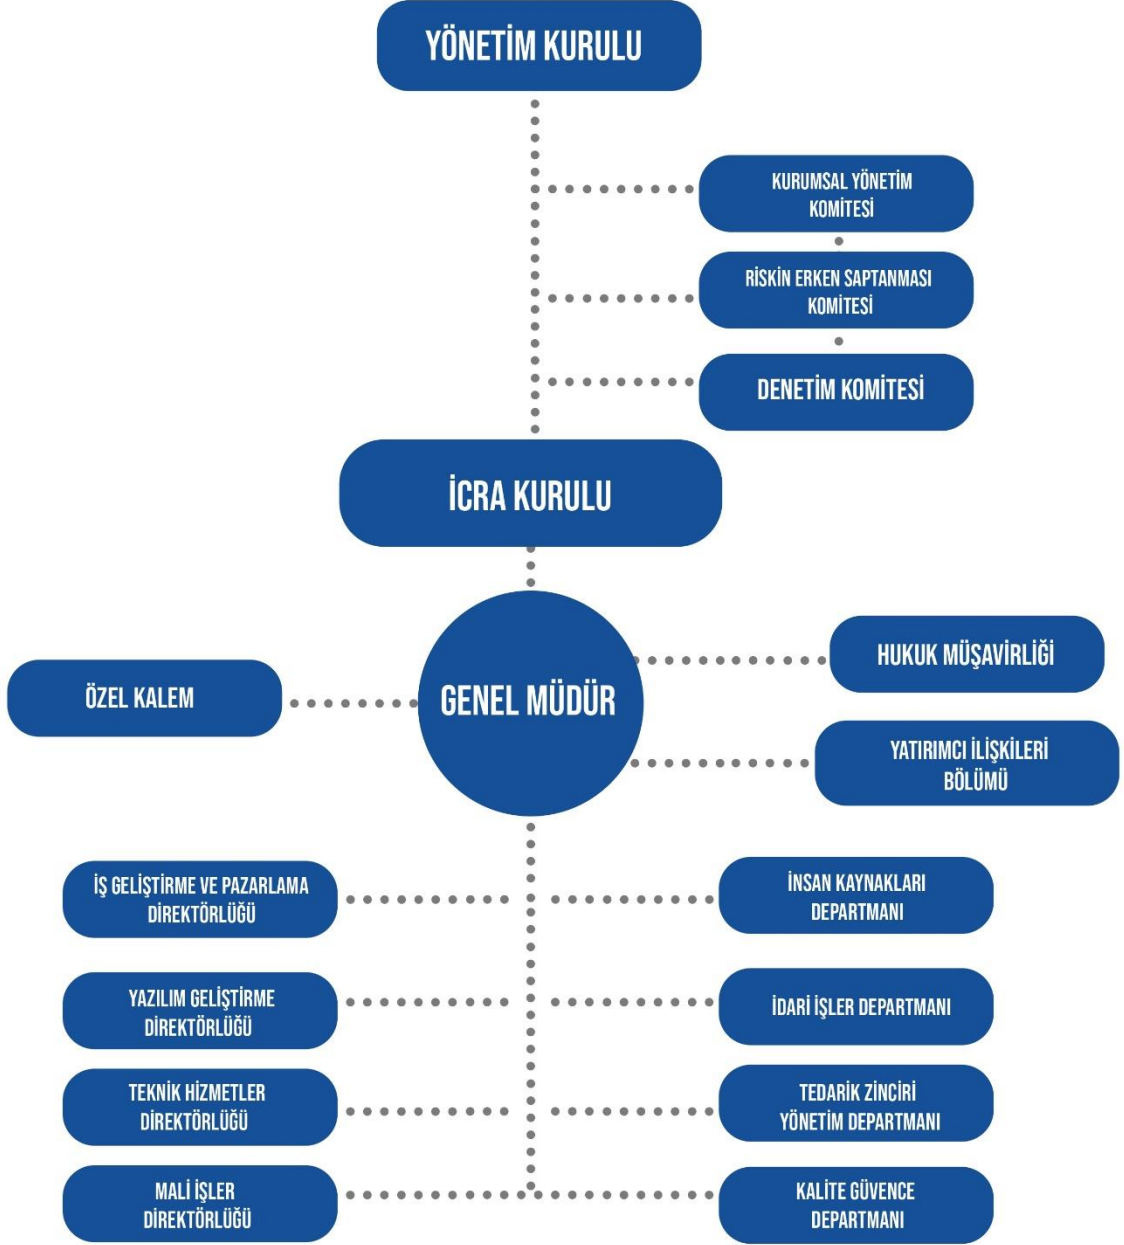 YÖNETİM KURULU
KURUMSAL YÖNETİM
KOMİTESİ
RİSKİN ERKEN SAPTANMASI
KOMİTESİ
DENETİM KOMİTESİ
İCRA KURULU
GENEL MÜDÜR
ÖZEL KALEM
HUKUK MÜŞAVİRLİĞİ
YATIRIMCI İLİŞKİLERİ
BÖLÜMÜ
İŞ GELİŞTİRME VE PAZARLAMA
DİREKTÖRLÜĞÜ
YAZILIM GELİŞTİRME
DİREKTÖRLÜĞÜ
TEKNİK HİZMETLER
DİREKTÖRLÜĞÜ
MALİ İŞLER
DİREKTÖRLÜĞÜ
İNSAN KAYNAKLARI
DEPARTMANI
İDARİ İŞLER DEPARTMANI
TEDARİK ZİNCİRİ
YÖNETİM DEPARTMANI
KALİTE GÜVENCE
DEPARTMANI